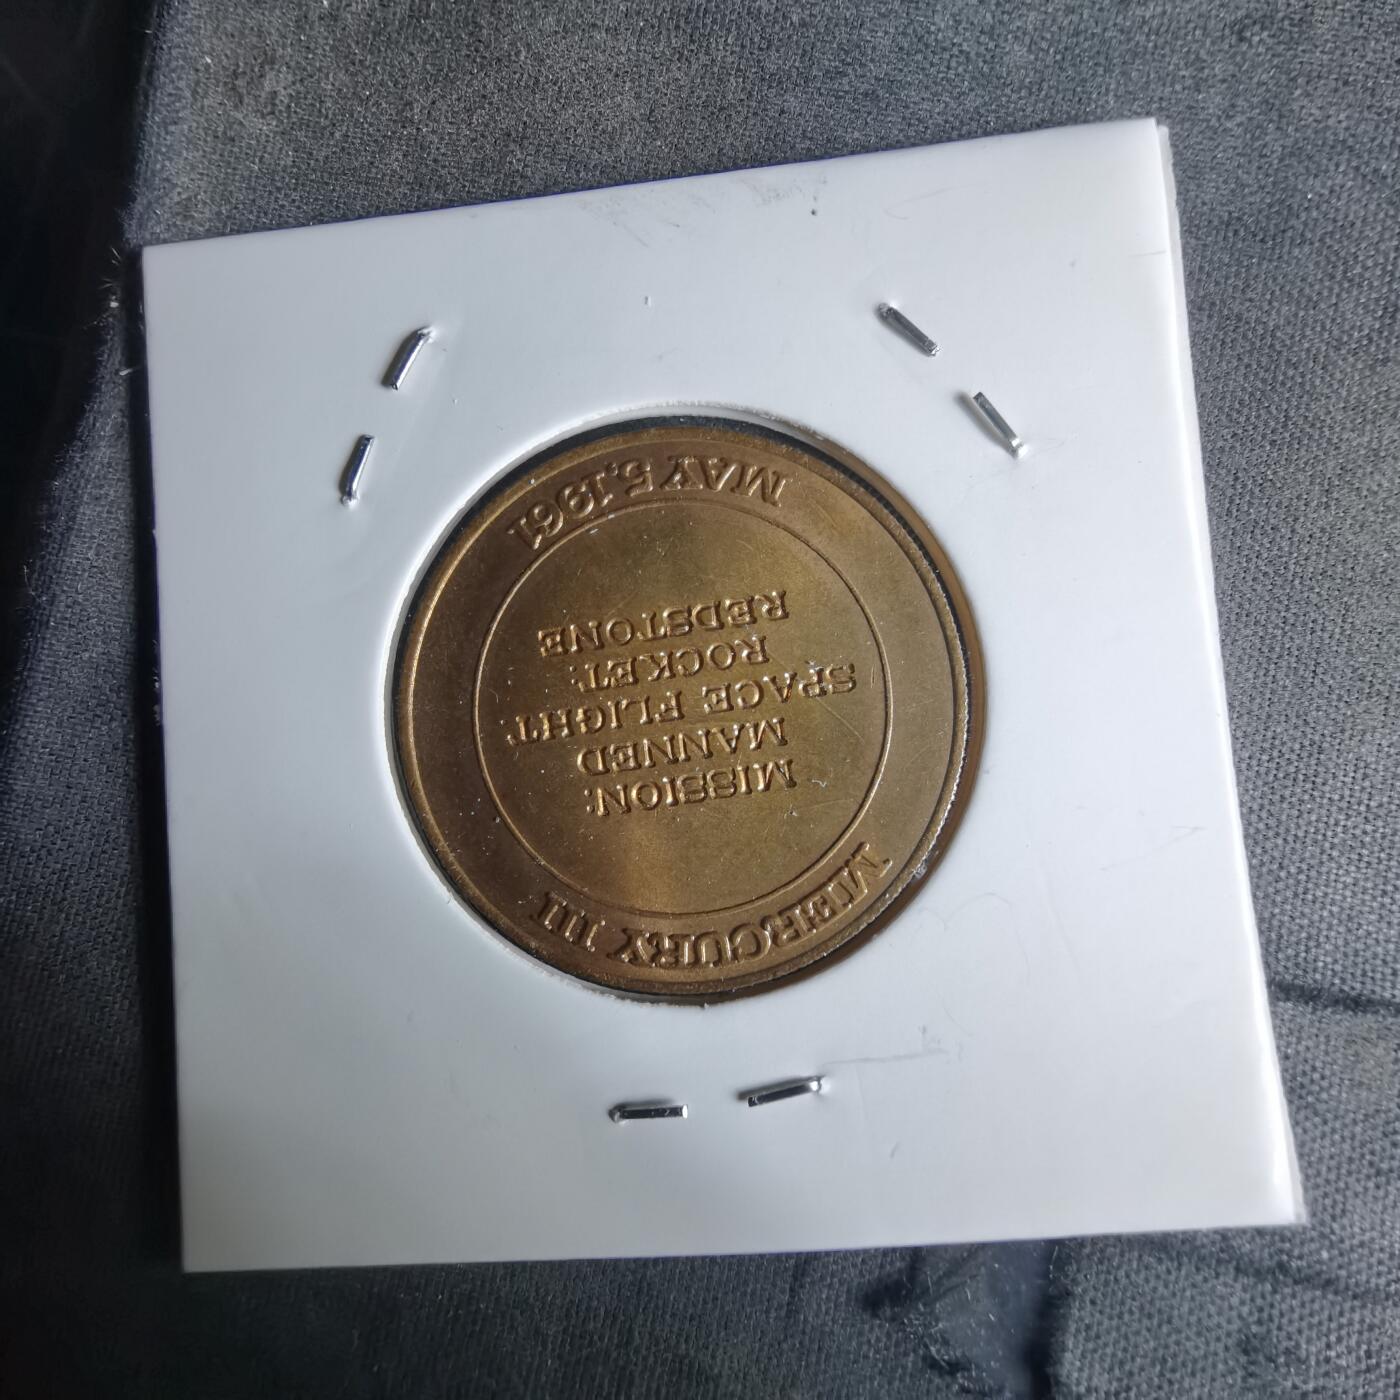 MERCURY III
MISSION:
MANNED
SPACE FLIGHT.
ROCKET:
REDSTONE
MAY 5, 1961